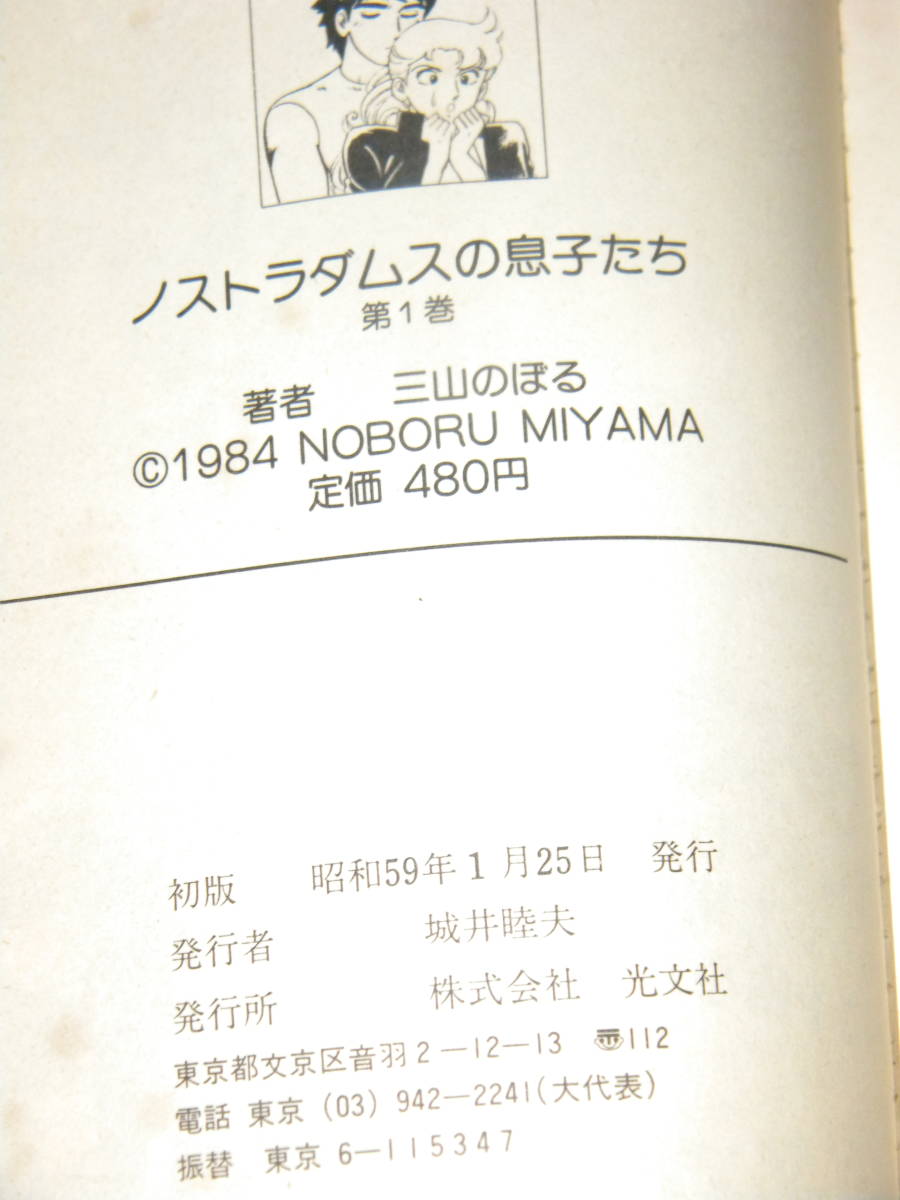 ノストラダムスの息子たち
第1巻
著者 三山のぼる
©1984 NOBORU MIYAMA
定価 480円
初版 昭和59年1月25日 発行
発行者 城井睦夫
発行所 株式会社 光文社
東京都文京区音羽2—12—13 〠112
電話 東京 (03) 942—2241(大代表)
振替 東京 6—115347